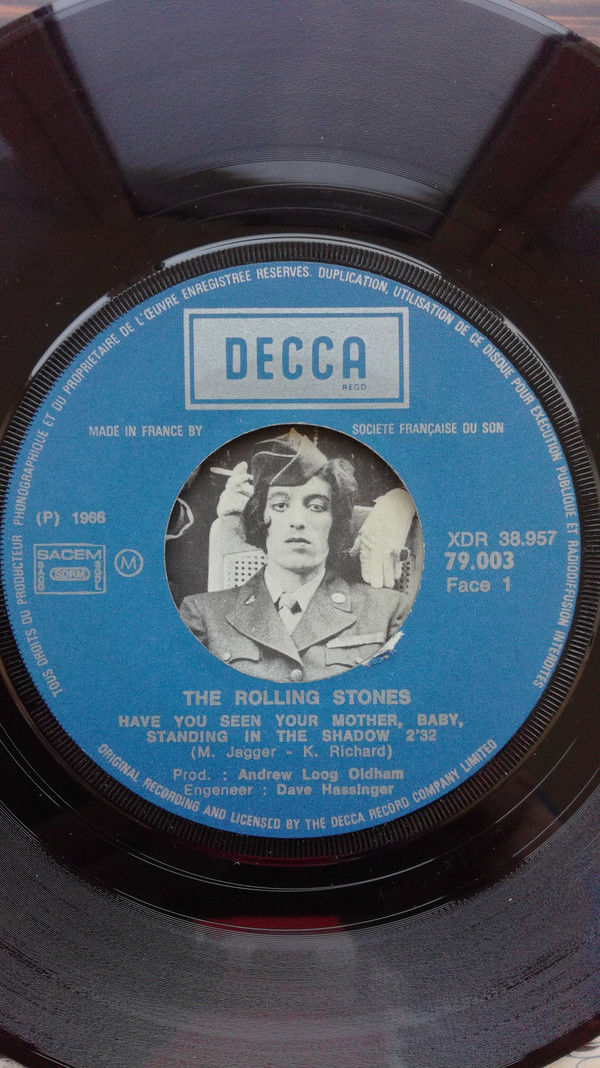 TOUS DROITS DU PRODUCTEUR PHONOGRAPHIQUE ET DU PROPRIETAIRE DE L'ŒUVRE ENREGISTREE RESERVES. DUPLICATION, UTILISATION DE CE DISQUE POUR EXECUTION PUBLIQUE ET RADIODIFFUSION INTERDITES
DECCA
REGD
MADE IN FRANCE BY SOCIETE FRANÇAISE DU SON
(P) 1966
XDR 38.957
SACEM
SDRM
M
79.003
Face 1
THE ROLLING STONES
HAVE YOU SEEN YOUR MOTHER, BABY,
STANDING IN THE SHADOW 2'32
(M. Jagger - K. Richard)
Prod. : Andrew Loog Oldham
Engeneer : Dave Hassinger
ORIGINAL RECORDING AND LICENSED BY THE DECCA RECORD COMPANY LIMITED